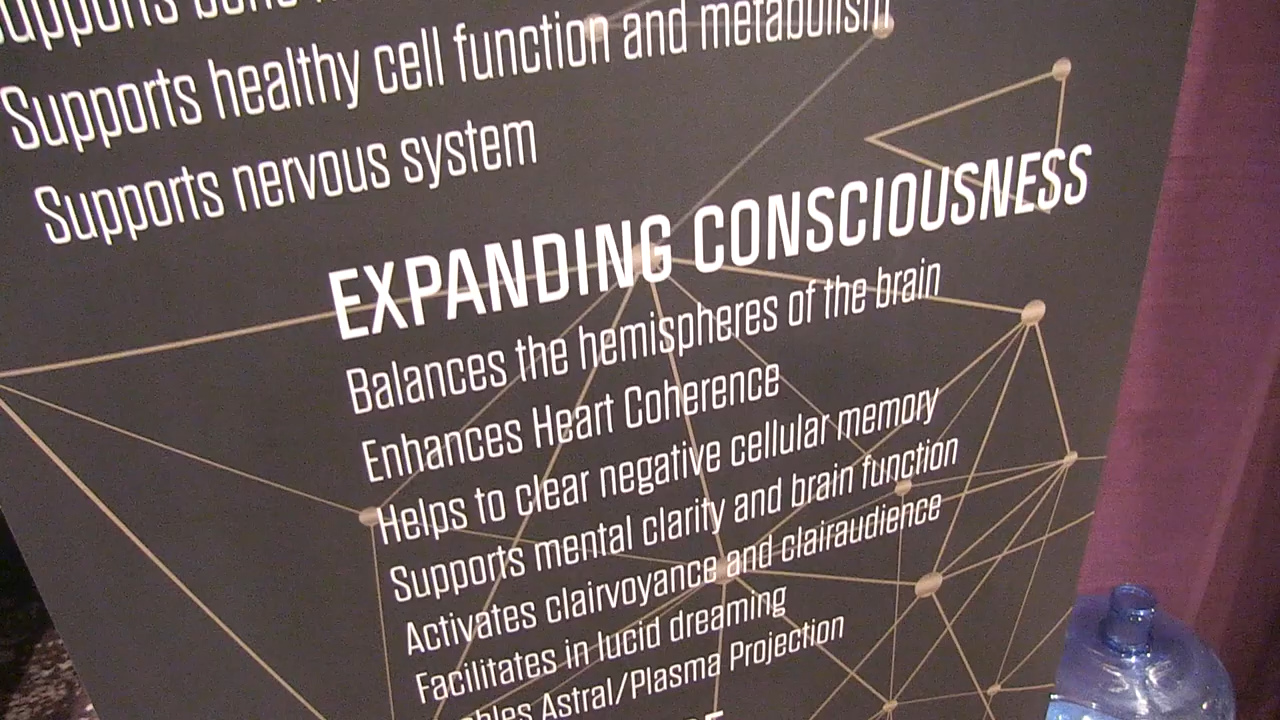 Supports
Supports healthy cell function and metabolism
Supports nervous system
EXPANDING CONSCIOUSNESS
Balances the hemispheres of the brain
Enhances Heart Coherence
Helps to clear negative cellular memory
Supports mental clarity and brain function
Activates clairvoyance and clairaudience
Facilitates in lucid dreaming
Astral/Plasma Projection